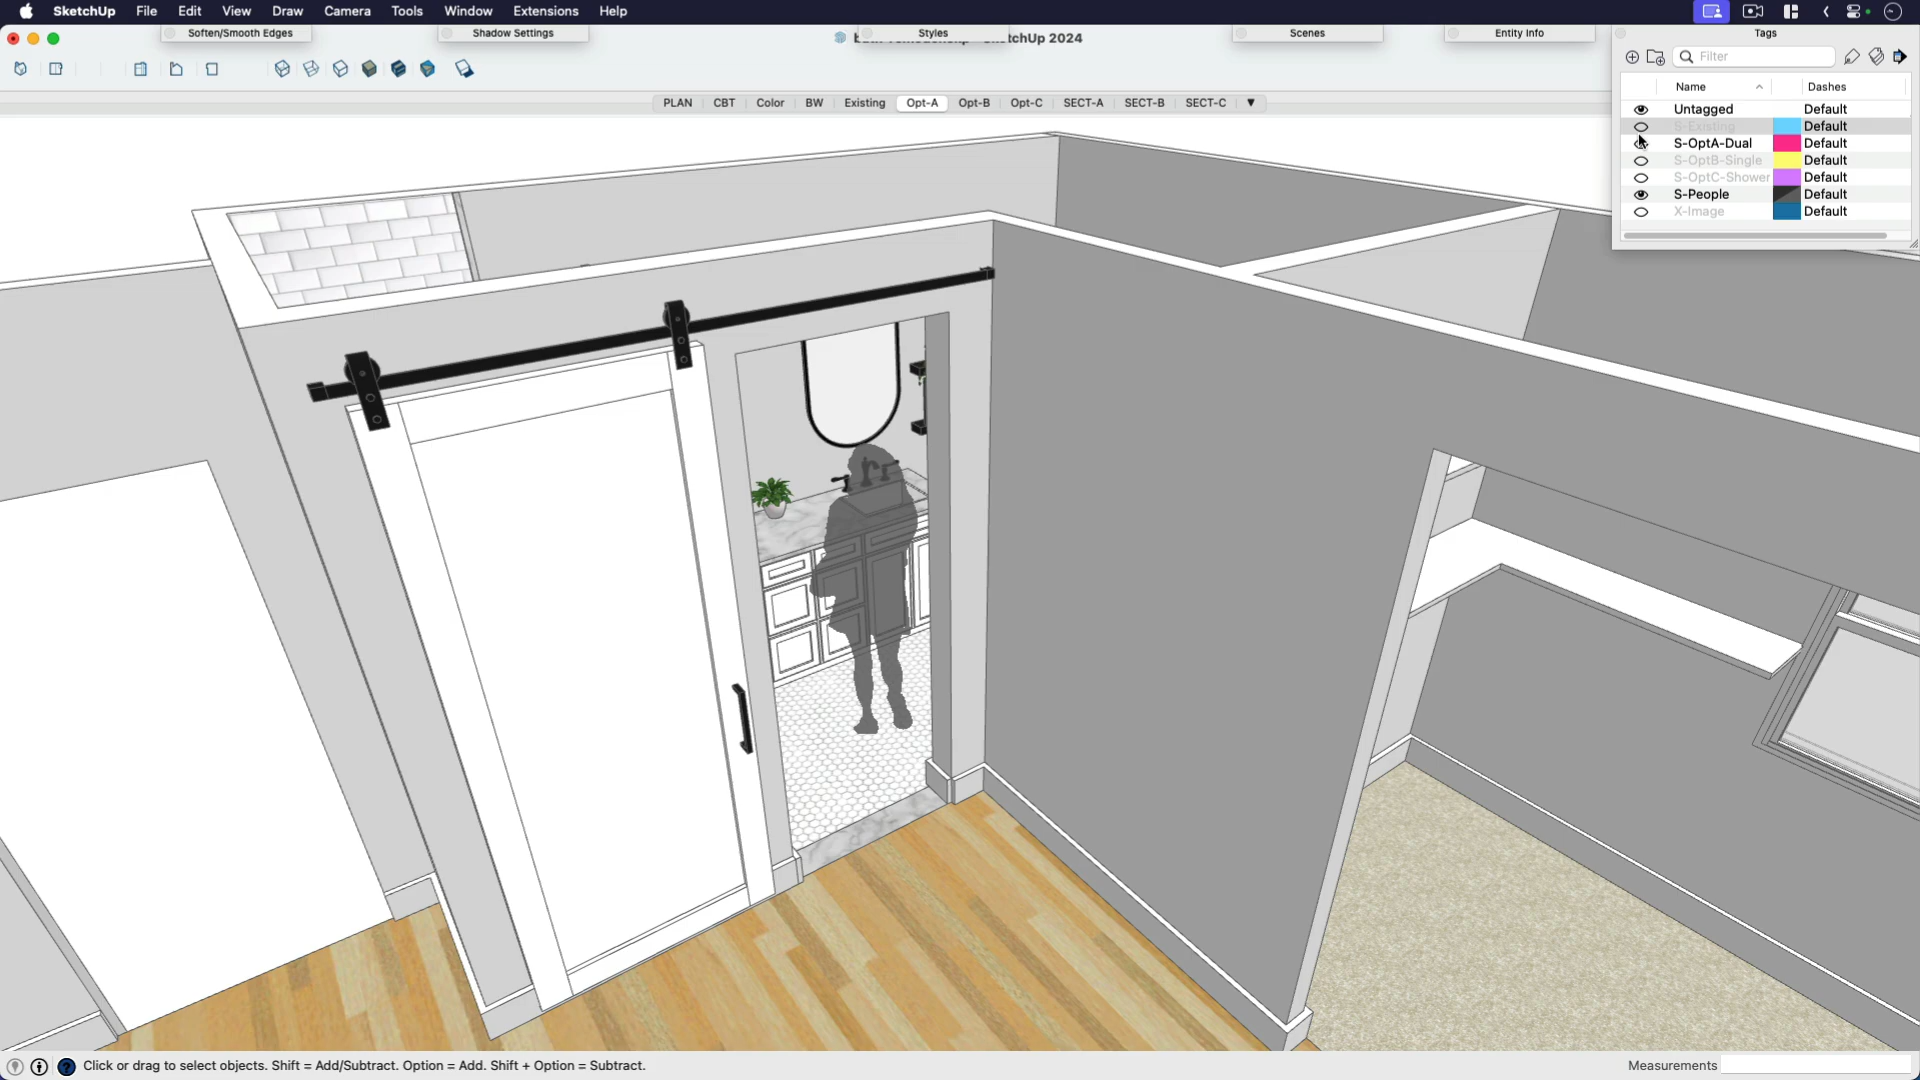 SketchUp File Edit View Draw Camera Tools Window Extensions Help
Soften/Smooth Edges
Shadow Settings
Styles
Scenes
Entity Info
Tags
SketchUp 2024
Filter
PLAN CBT Color BW Existing Opt-A Opt-B Opt-C SECT-A SECT-B SECT-C
Name Dashes
Untagged Default
S-Existing Default
S-OptA-Dual Default
S-OptB-Single Default
S-OptC-Shower Default
S-People Default
X-Image Default
Click or drag to select objects. Shift = Add/Subtract. Option = Add. Shift + Option = Subtract.
Measurements